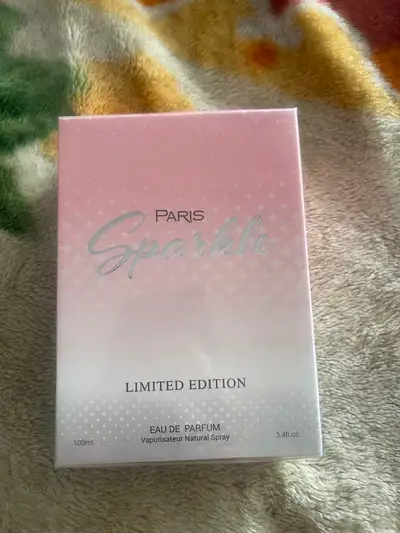 PARIS
Sparkle
LIMITED EDITION
EAU DE PARFUM
Vaporisateur Natural Spray
100mL
3.4fl.oz.